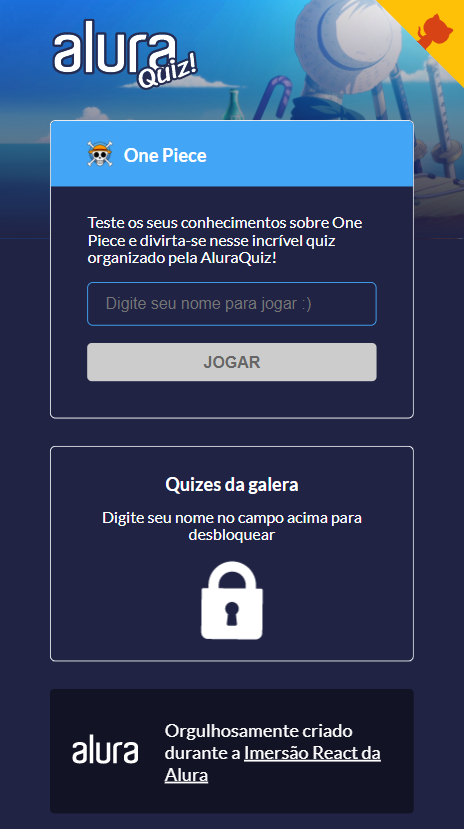 alura
Quiz!
One Piece
Teste os seus conhecimentos sobre One
Piece e divirta-se nesse incrível quiz
organizado pela AluraQuiz!
Digite seu nome para jogar :)
JOGAR
Quizes da galera
Digite seu nome no campo acima para
desbloquear
alura
Orgulhosamente criado
durante a Imersão React da
Alura